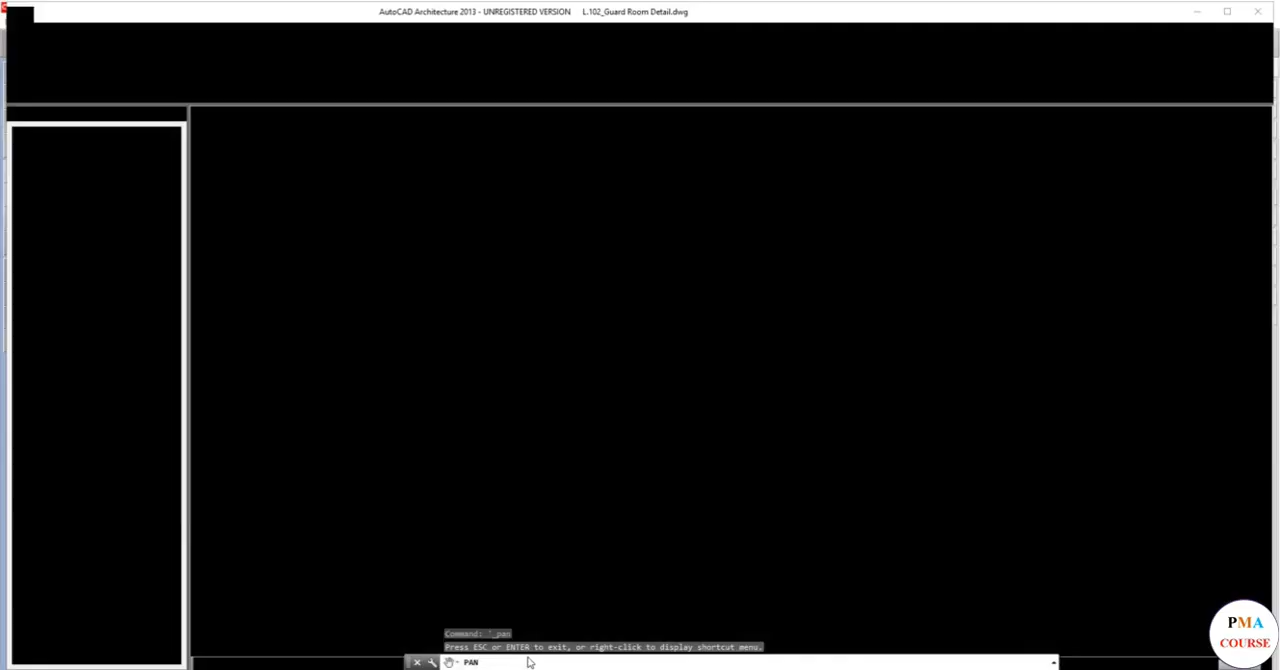 AutoCAD Architecture 2013 - UNREGISTERED VERSION L.102_Guard Room Detail.dwg
Command: '_pan
Press ESC or ENTER to exit, or right-click to display shortcut menu.
PAN
PMA
COURSE